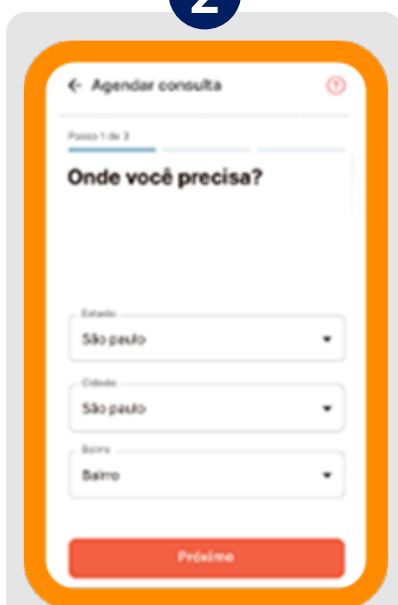 2
← Agendar consulta ?
Passo 1 de 3
Onde você precisa?
Estado
São paulo
Cidade
São paulo
Bairro
Bairro
Próximo